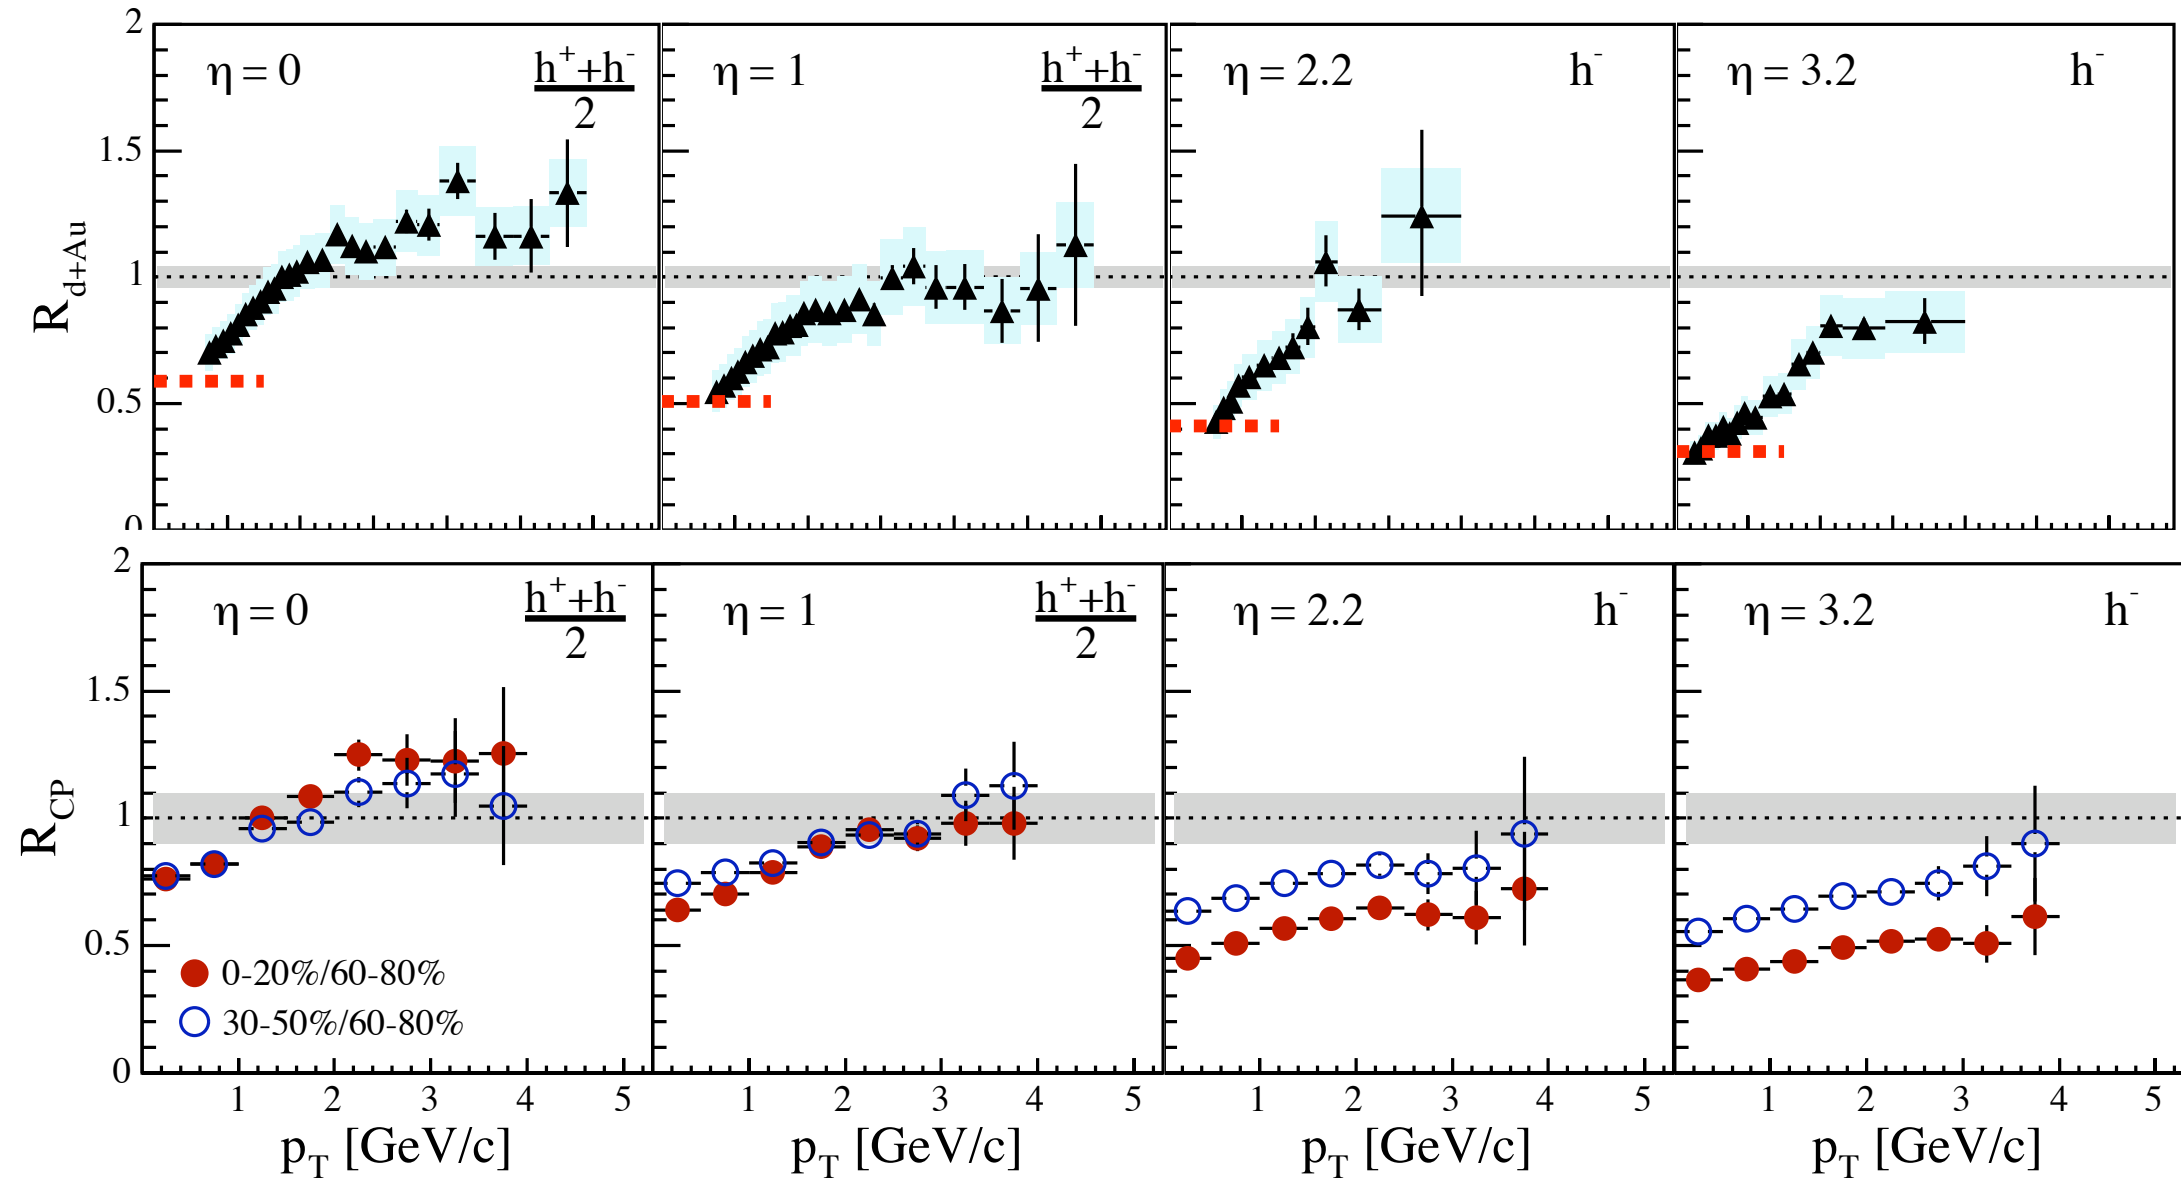 2
1.5
1
0.5
0
R_{d+Au}
η = 0
h⁺+h⁻
2
η = 1
h⁺+h⁻
2
η = 2.2
h⁻
η = 3.2
h⁻
2
1.5
1
0.5
0
R_{CP}
η = 0
h⁺+h⁻
2
η = 1
h⁺+h⁻
2
η = 2.2
h⁻
η = 3.2
h⁻
0-20%/60-80%
30-50%/60-80%
1 2 3 4 5
1 2 3 4 5
1 2 3 4 5
1 2 3 4 5
p_T [GeV/c]
p_T [GeV/c]
p_T [GeV/c]
p_T [GeV/c]